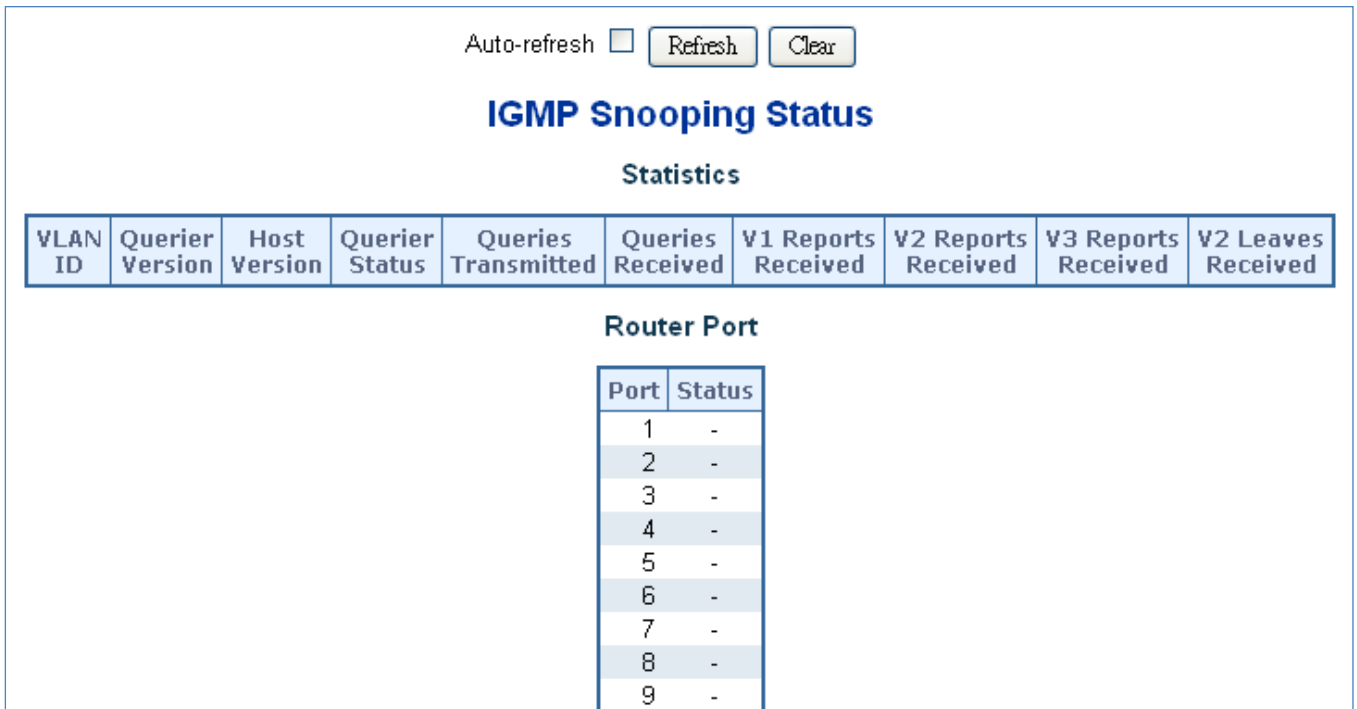 Auto-refresh Refresh Clear
IGMP Snooping Status
Statistics
VLAN ID Querier Version Host Version Querier Status Queries Transmitted Queries Received V1 Reports Received V2 Reports Received V3 Reports Received V2 Leaves Received
Router Port
Port Status
1 -
2 -
3 -
4 -
5 -
6 -
7 -
8 -
9 -